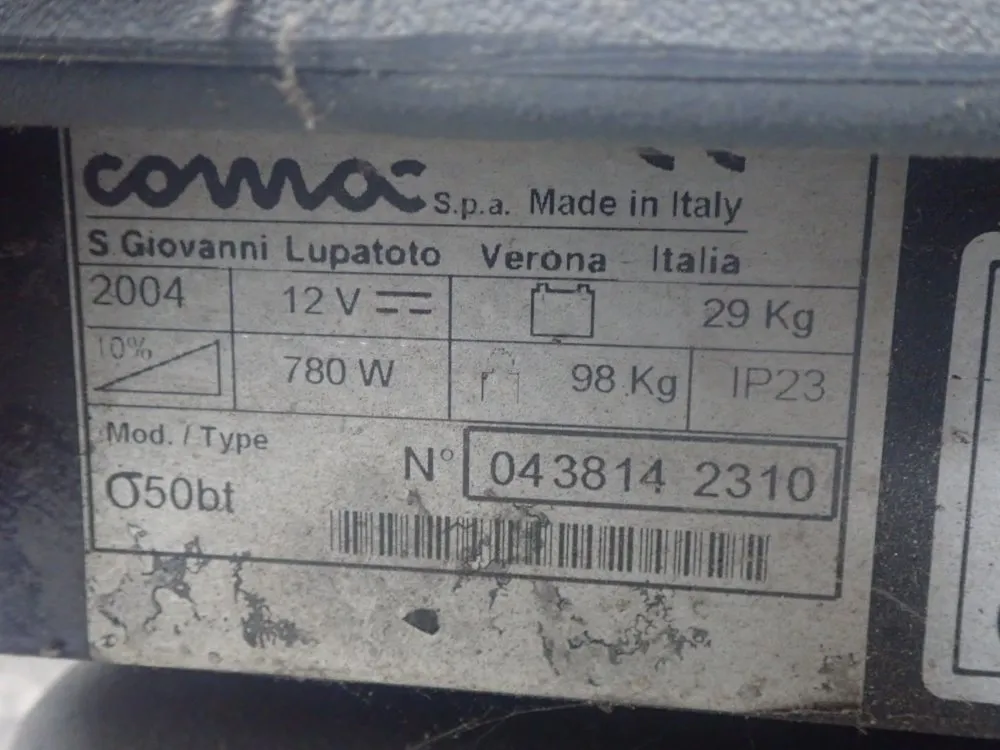 comac S.p.a. Made in Italy
S.Giovanni Lupatoto Verona Italia
2004 12 V 29 Kg
10% 780 W 98 Kg IP23
Mod. / Type
σ50bt
N° 043814 2310